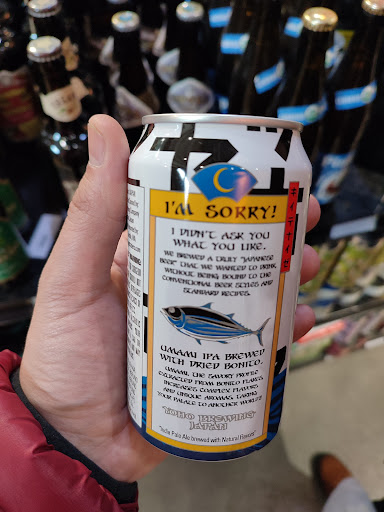 I'M SORRY!
I DIDN'T ASK YOU
WHAT YOU LIKE.
WE BREWED A TRULY "JAPANESE
BEER" THAT WE WANTED TO DRINK
WITHOUT BEING BOUND TO THE
CONVENTIONAL BEER STYLES AND
STANDARD RECIPES.
UMAMI IPA BREWED
WITH DRIED BONITO.
UMAMI, THE SAVORY PROFILE
EXTRACTED FROM BONITO FLAKES,
INCREASES COMPLEX FLAVORS
AND UNIQUE AROMAS, TAKING
YOUR PALATE TO ANOTHER WORLD!
YOHO BREWING
JAPAN
"India Pale Ale brewed with Natural Flavors"